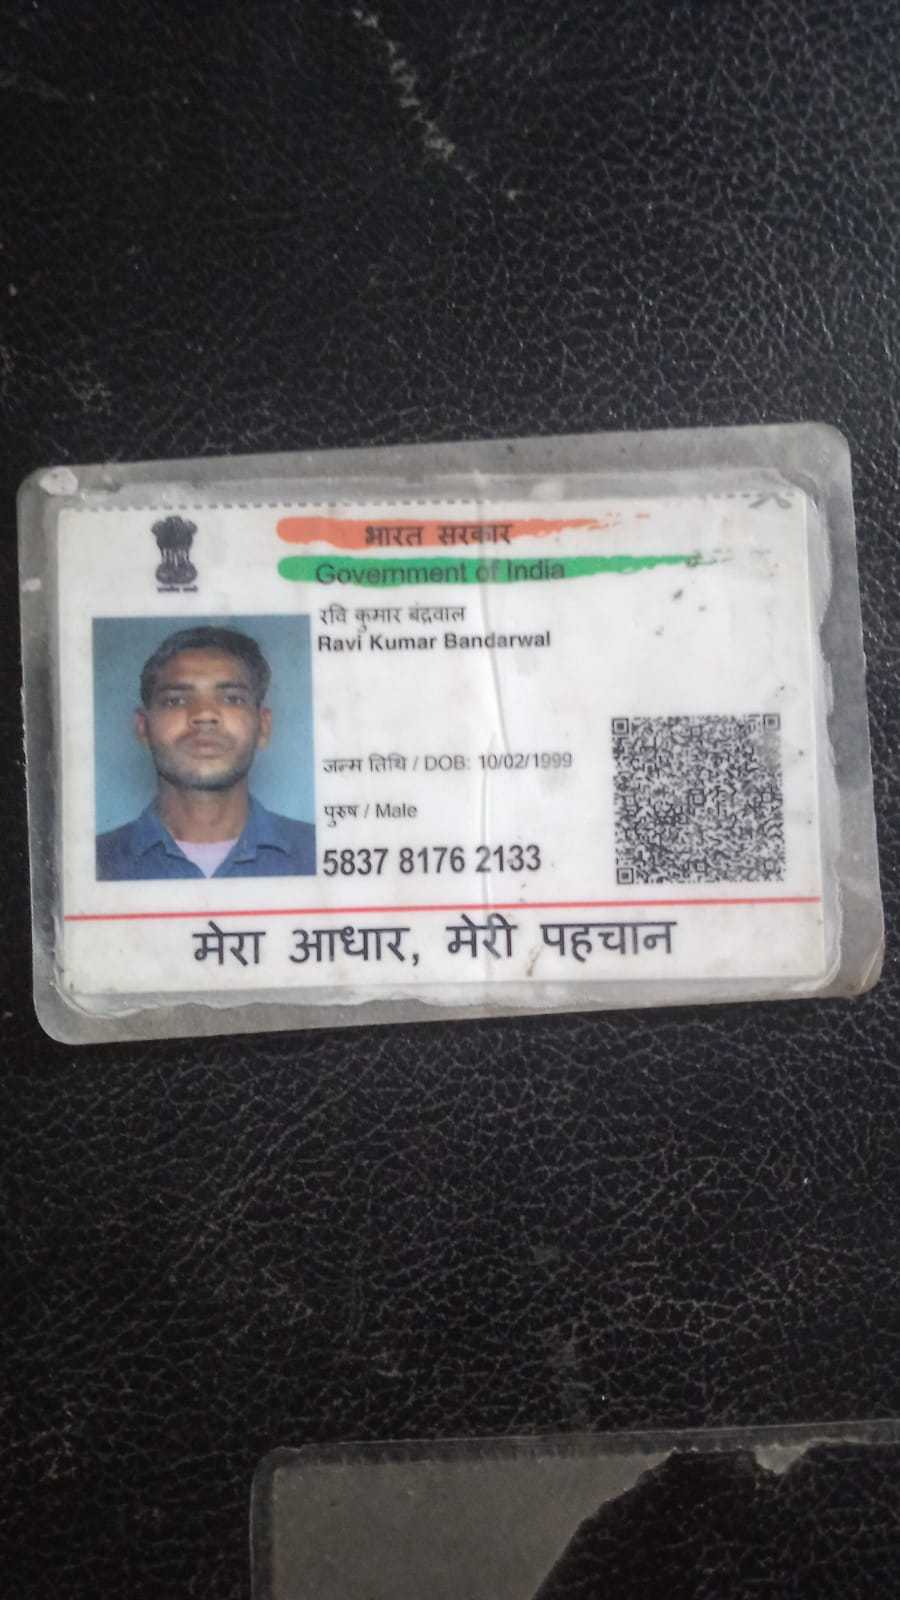 भारत सरकार
Government of India
रवि कुमार बंद्रवाल
Ravi Kumar Bandarwal
जन्म तिथि / DOB: 10/02/1999
पुरुष / Male
5837 8176 2133
मेरा आधार, मेरी पहचान